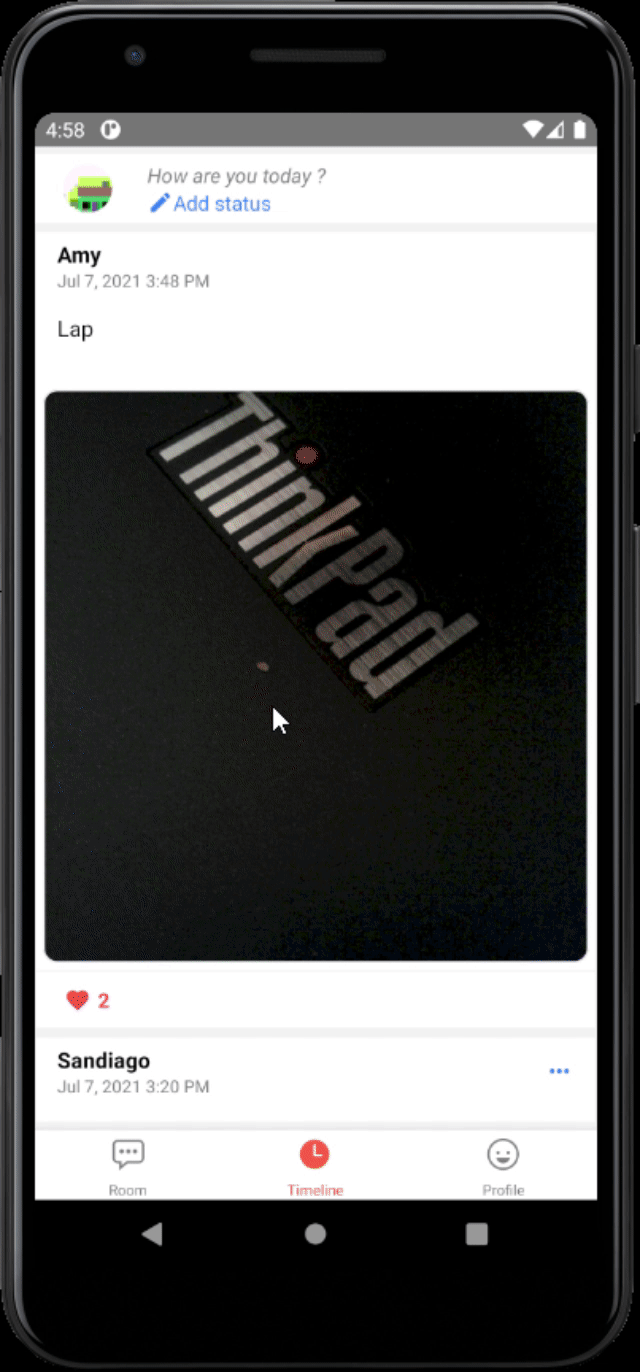 4:58
How are you today ?
Add status
Amy
Jul 7, 2021 3:48 PM
Lap
ThinkPad
2
Sandiago
Jul 7, 2021 3:20 PM
Room
Timeline
Profile